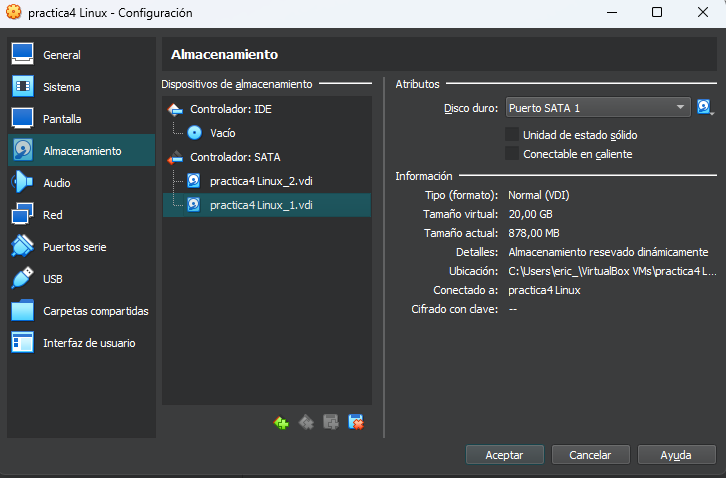 practica4 Linux - Configuración
General
Sistema
Pantalla
Almacenamiento
Audio
Red
Puertos serie
USB
Carpetas compartidas
Interfaz de usuario
Almacenamiento
Dispositivos de almacenamiento
Controlador: IDE
Vacío
Controlador: SATA
practica4 Linux_2.vdi
practica4 Linux_1.vdi
Atributos
Disco duro: Puerto SATA 1
Unidad de estado sólido
Conectable en caliente
Información
Tipo (formato): Normal (VDI)
Tamaño virtual: 20,00 GB
Tamaño actual: 878,00 MB
Detalles: Almacenamiento resevado dinámicamente
Ubicación: C:\Users\eric_\VirtualBox VMs\practica4 L...
Conectado a: practica4 Linux
Cifrado con clave: --
Aceptar Cancelar Ayuda